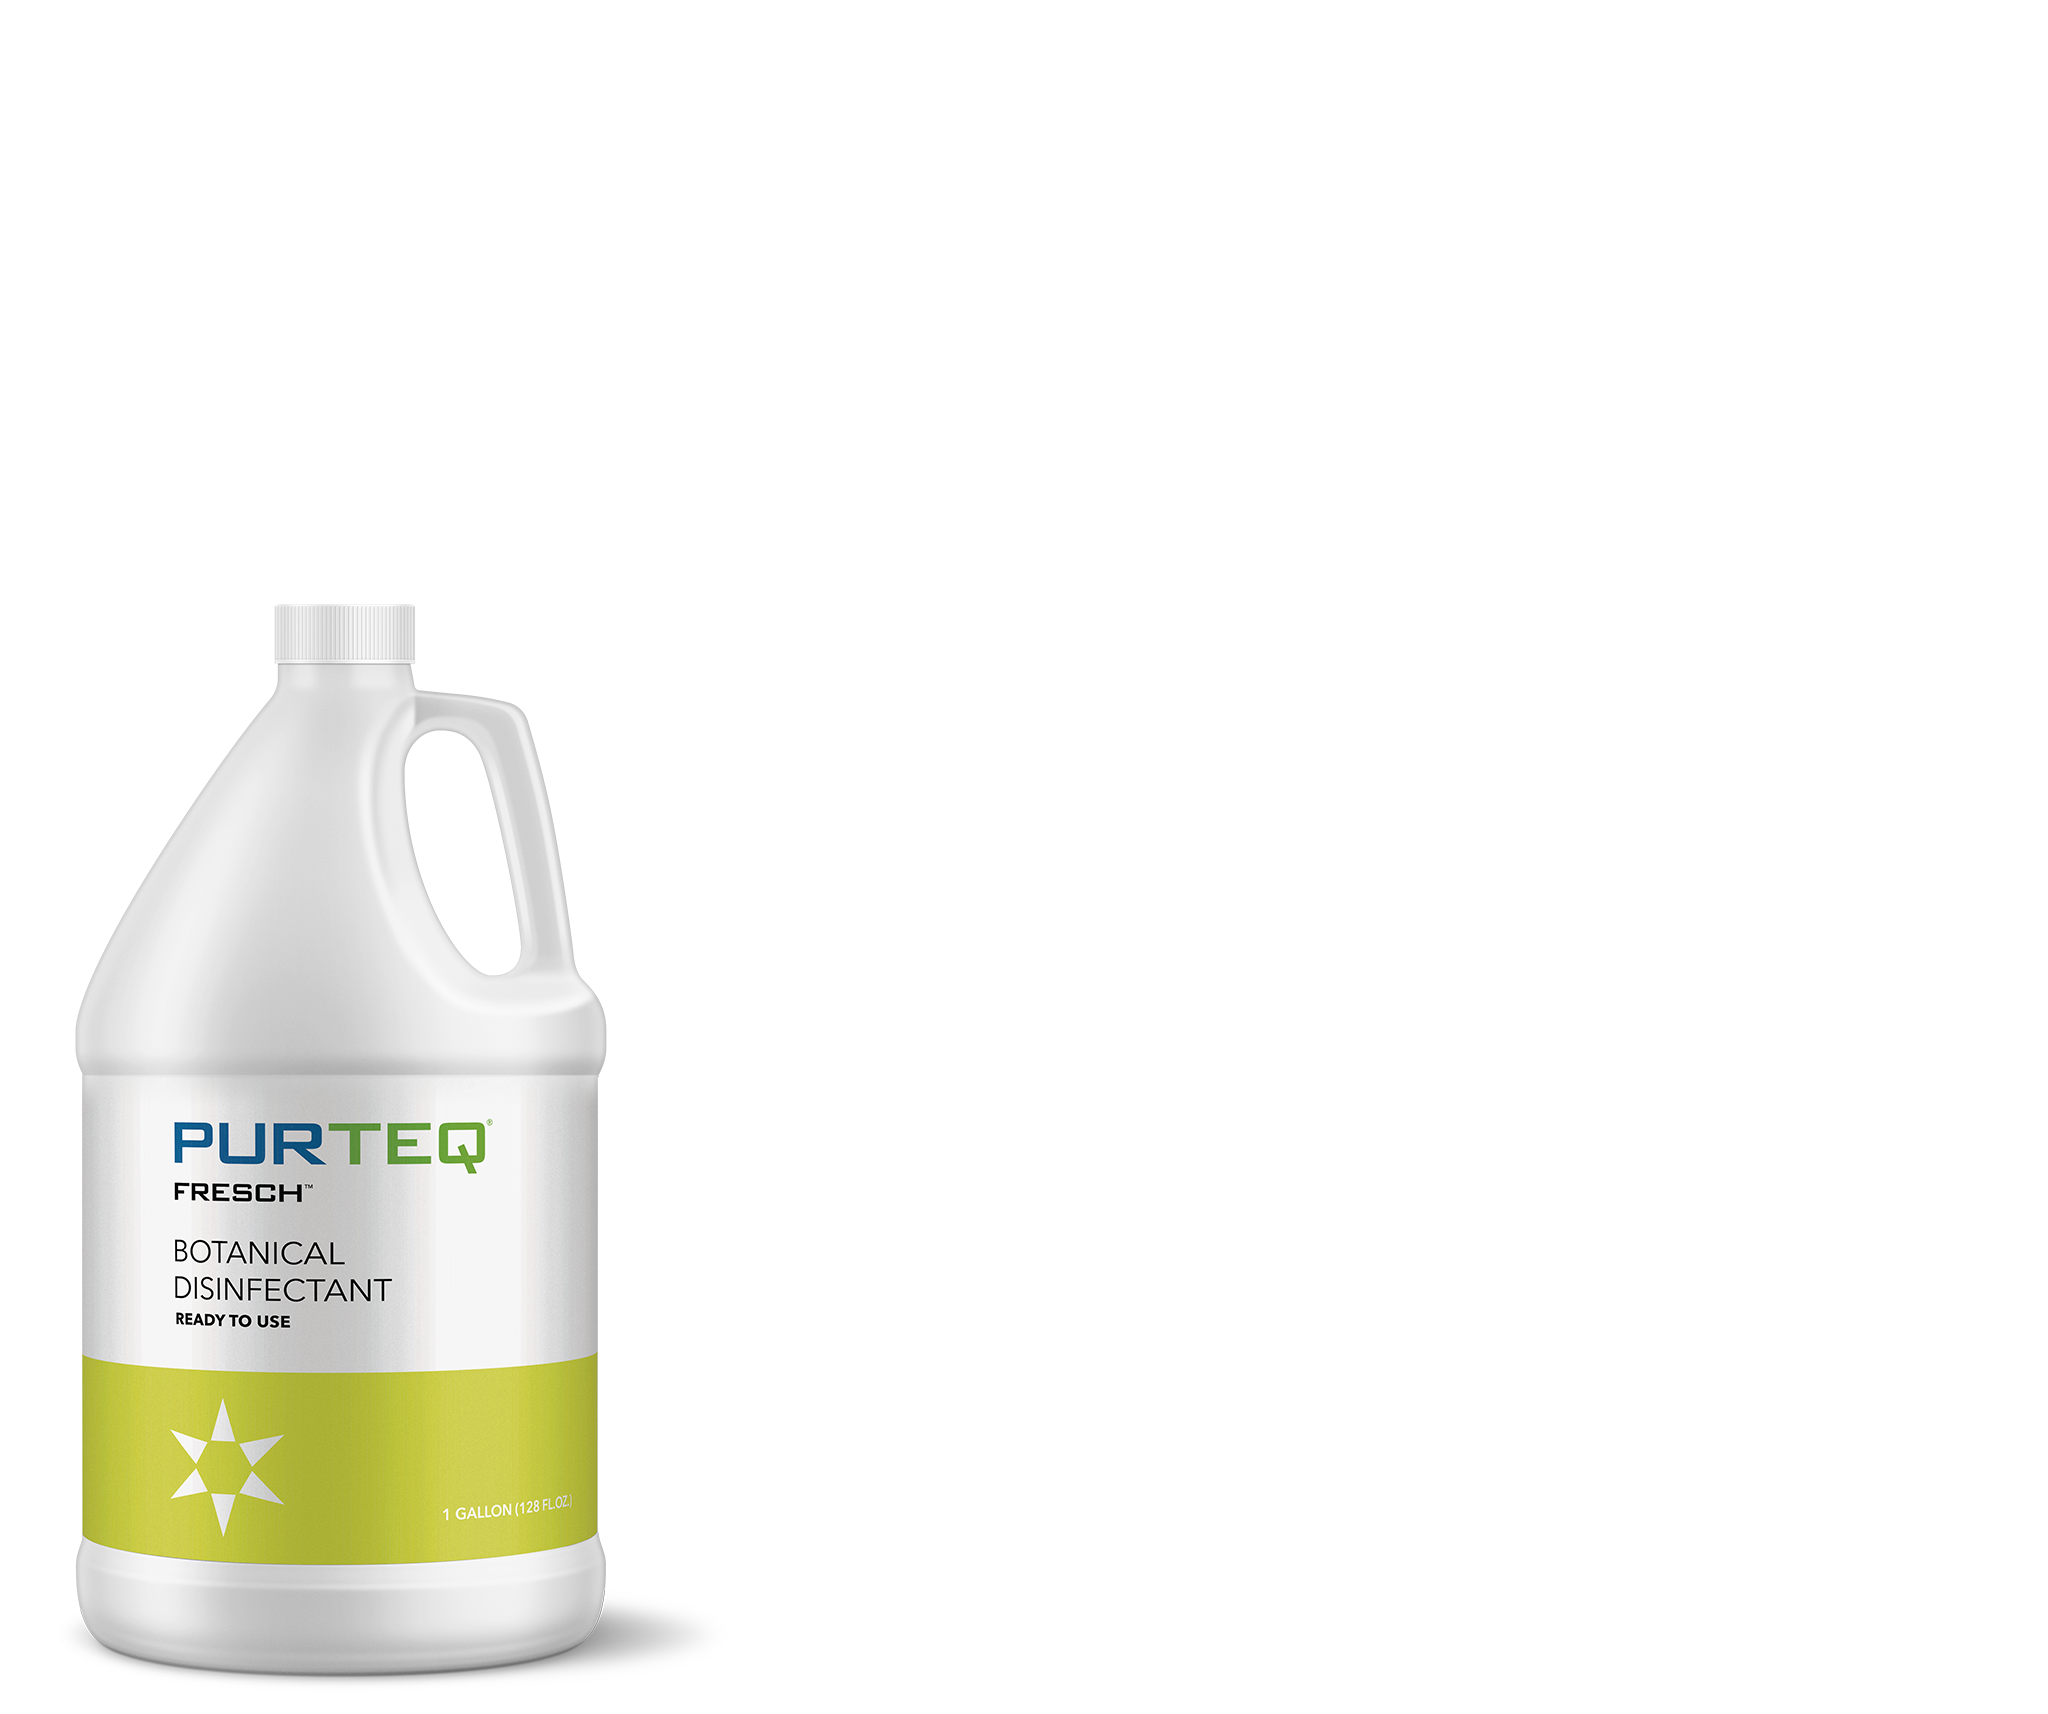 PURTEQ®
FRESCH™
BOTANICAL
DISINFECTANT
READY TO USE
1 GALLON (128 FL.OZ.)